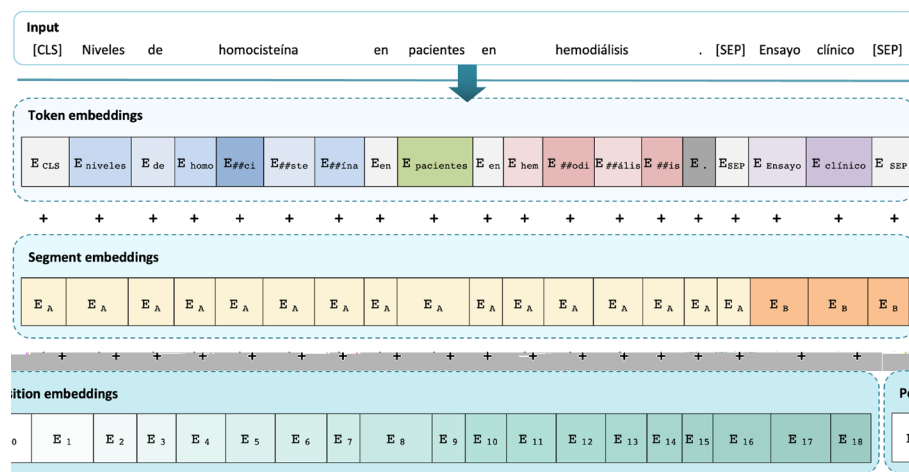 Input
[CLS] Niveles de homocisteína en pacientes en hemodiálisis . [SEP] Ensayo clínico [SEP]
Token embeddings
E CLS E niveles E de E homo E##ci E##ste E##ína E en E pacientes E en E hem E ##odi E ##ális E ##is E . E SEP E Ensayo E clínico E SEP
+ + + + + + + + + + + + + + + + + + +
Segment embeddings
E A E A E A E A E A E A E A E A E A E A E A E A E A E A E A E A E B E B E B
+ + + + + + + + + + + + + + + + + +
sition embeddings
0 E 1 E 2 E 3 E 4 E 5 E 6 E 7 E 8 E 9 E 10 E 11 E 12 E 13 E 14 E 15 E 16 E 17 E 18